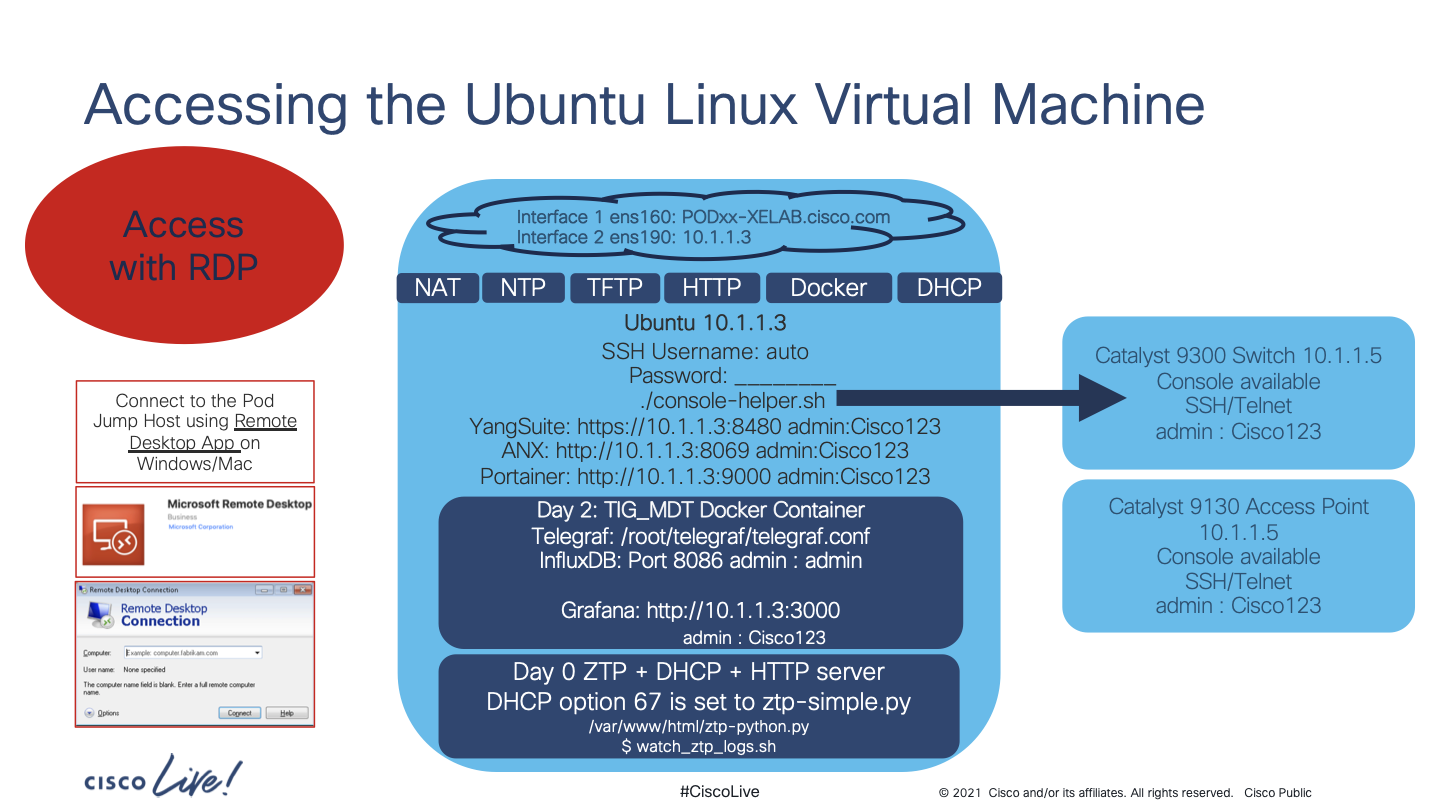 Accessing the Ubuntu Linux Virtual Machine
Access
with RDP
Connect to the Pod
Jump Host using Remote
Desktop App on
Windows/Mac
Microsoft Remote Desktop
Business
Microsoft Corporation
Remote Desktop Connection
Remote Desktop
Connection
Computer:
Example: computer.fabrikam.com
User name:
None specified
The computer name field is blank. Enter a full remote computer
name.
Options
Connect
Help
Interface 1 ens160: PODxx-XELAB.cisco.com
Interface 2 ens190: 10.1.1.3
NAT
NTP
TFTP
HTTP
Docker
DHCP
Ubuntu 10.1.1.3
SSH Username: auto
Password: ________
./console-helper.sh
YangSuite: https://10.1.1.3:8480 admin:Cisco123
ANX: http://10.1.1.3:8069 admin:Cisco123
Portainer: http://10.1.1.3:9000 admin:Cisco123
Day 2: TIG_MDT Docker Container
Telegraf: /root/telegraf/telegraf.conf
InfluxDB: Port 8086 admin : admin
Grafana: http://10.1.1.3:3000
admin : Cisco123
Day 0 ZTP + DHCP + HTTP server
DHCP option 67 is set to ztp-simple.py
/var/www/html/ztp-python.py
$ watch_ztp_logs.sh
Catalyst 9300 Switch 10.1.1.5
Console available
SSH/Telnet
admin : Cisco123
Catalyst 9130 Access Point
10.1.1.5
Console available
SSH/Telnet
admin : Cisco123
CISCO Live!
#CiscoLive
© 2021 Cisco and/or its affiliates. All rights reserved. Cisco Public